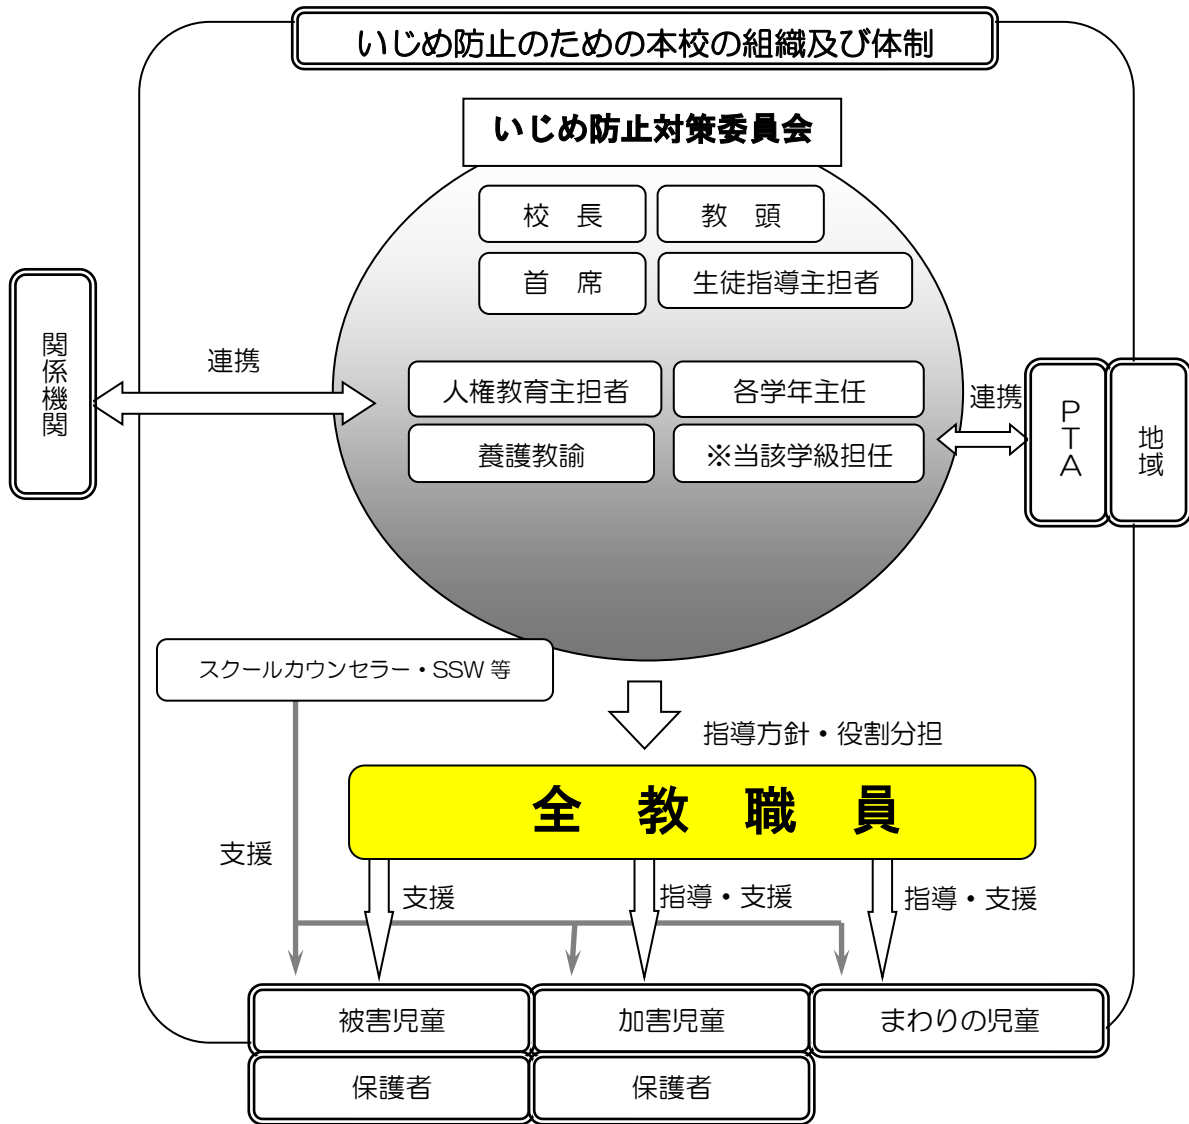 いじめ防止のための本校の組織及び体制
いじめ防止対策委員会
校　長
教　頭
首　席
生徒指導主担者
関係機関
連携
人権教育主担者
各学年主任
連携
PTA
地域
養護教諭
※当該学級担任
スクールカウンセラー・SSW 等
指導方針・役割分担
全　教　職　員
支援
支援
指導・支援
指導・支援
被害児童
加害児童
まわりの児童
保護者
保護者